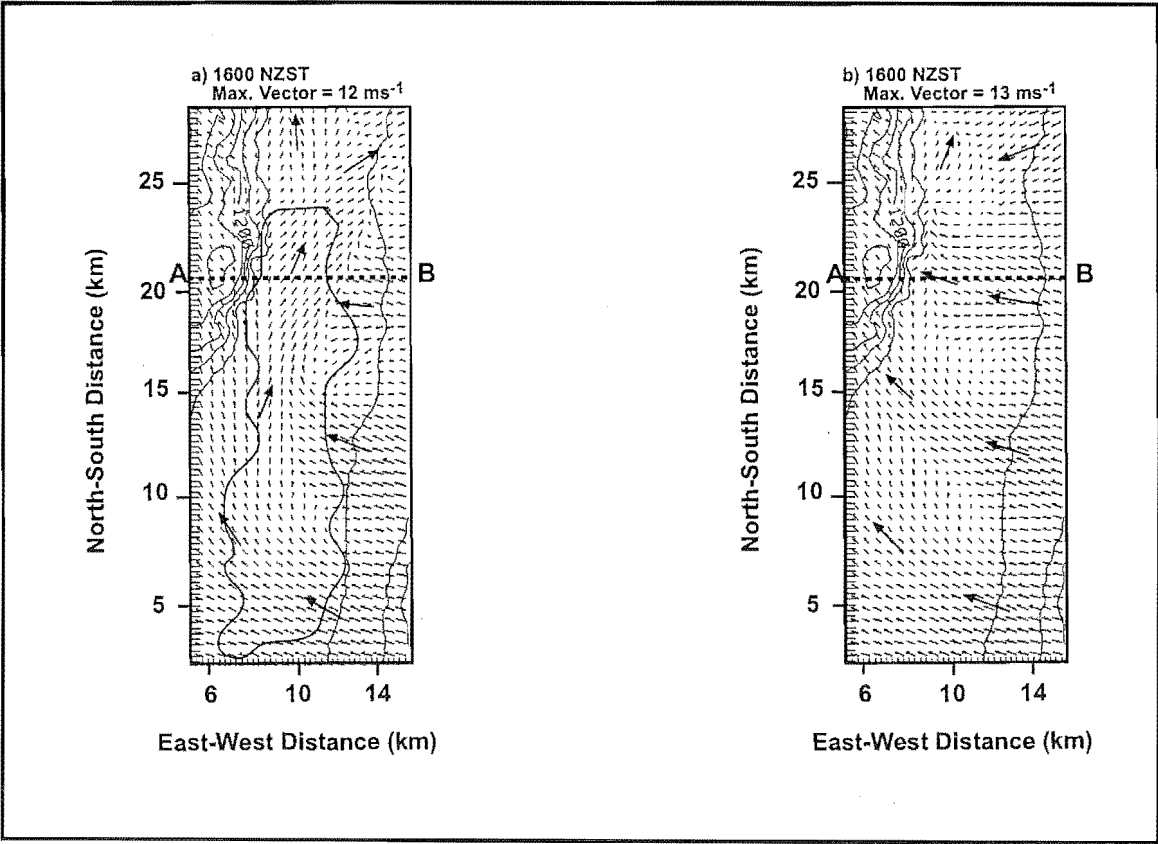 a) 1600 NZST
Max. Vector = 12 ms-1
25
20
15
10
5
6 10 14
North-South Distance (km)
East-West Distance (km)
A
B
1200
b) 1600 NZST
Max. Vector = 13 ms-1
25
20
15
10
5
6 10 14
North-South Distance (km)
East-West Distance (km)
A
B
1200